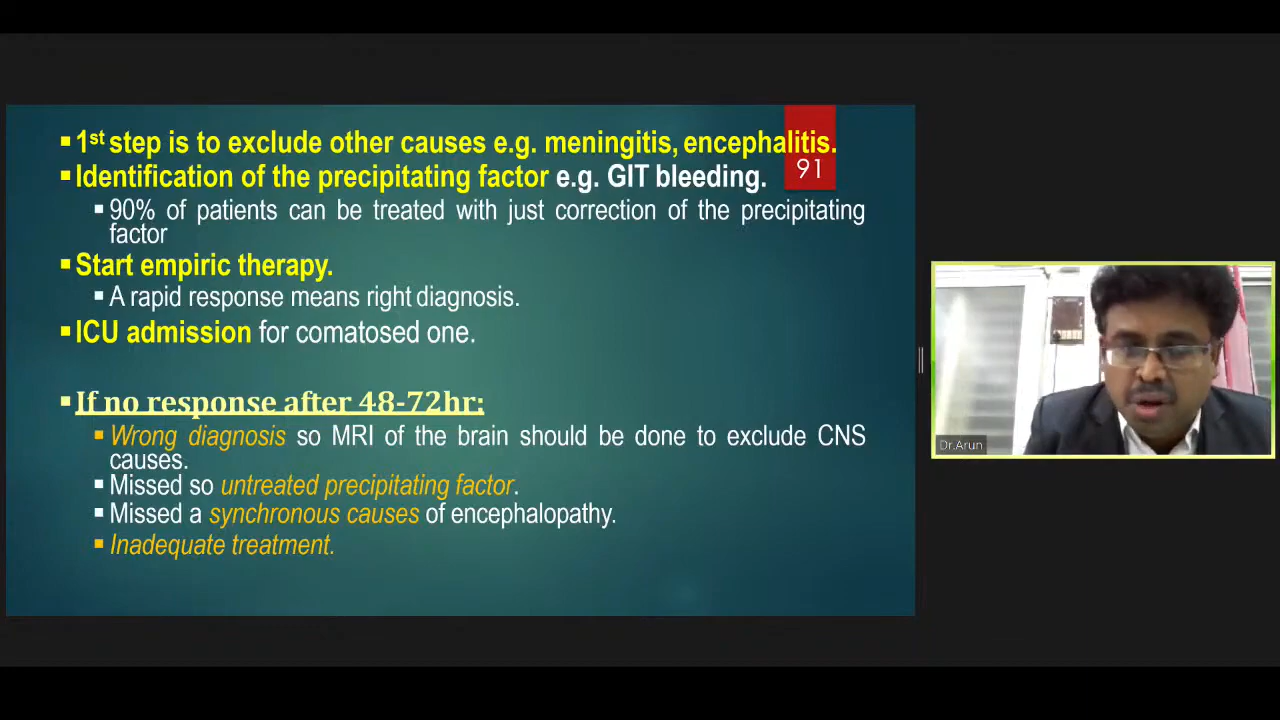 ▪1st step is to exclude other causes e.g. meningitis, encephalitis.
91
▪Identification of the precipitating factor e.g. GIT bleeding.
▪90% of patients can be treated with just correction of the precipitating
factor
▪Start empiric therapy.
▪A rapid response means right diagnosis.
▪ICU admission for comatosed one.
▪If no response after 48-72hr:
▪Wrong diagnosis so MRI of the brain should be done to exclude CNS
causes.
▪Missed so untreated precipitating factor.
▪Missed a synchronous causes of encephalopathy.
▪Inadequate treatment.
Dr.Arun